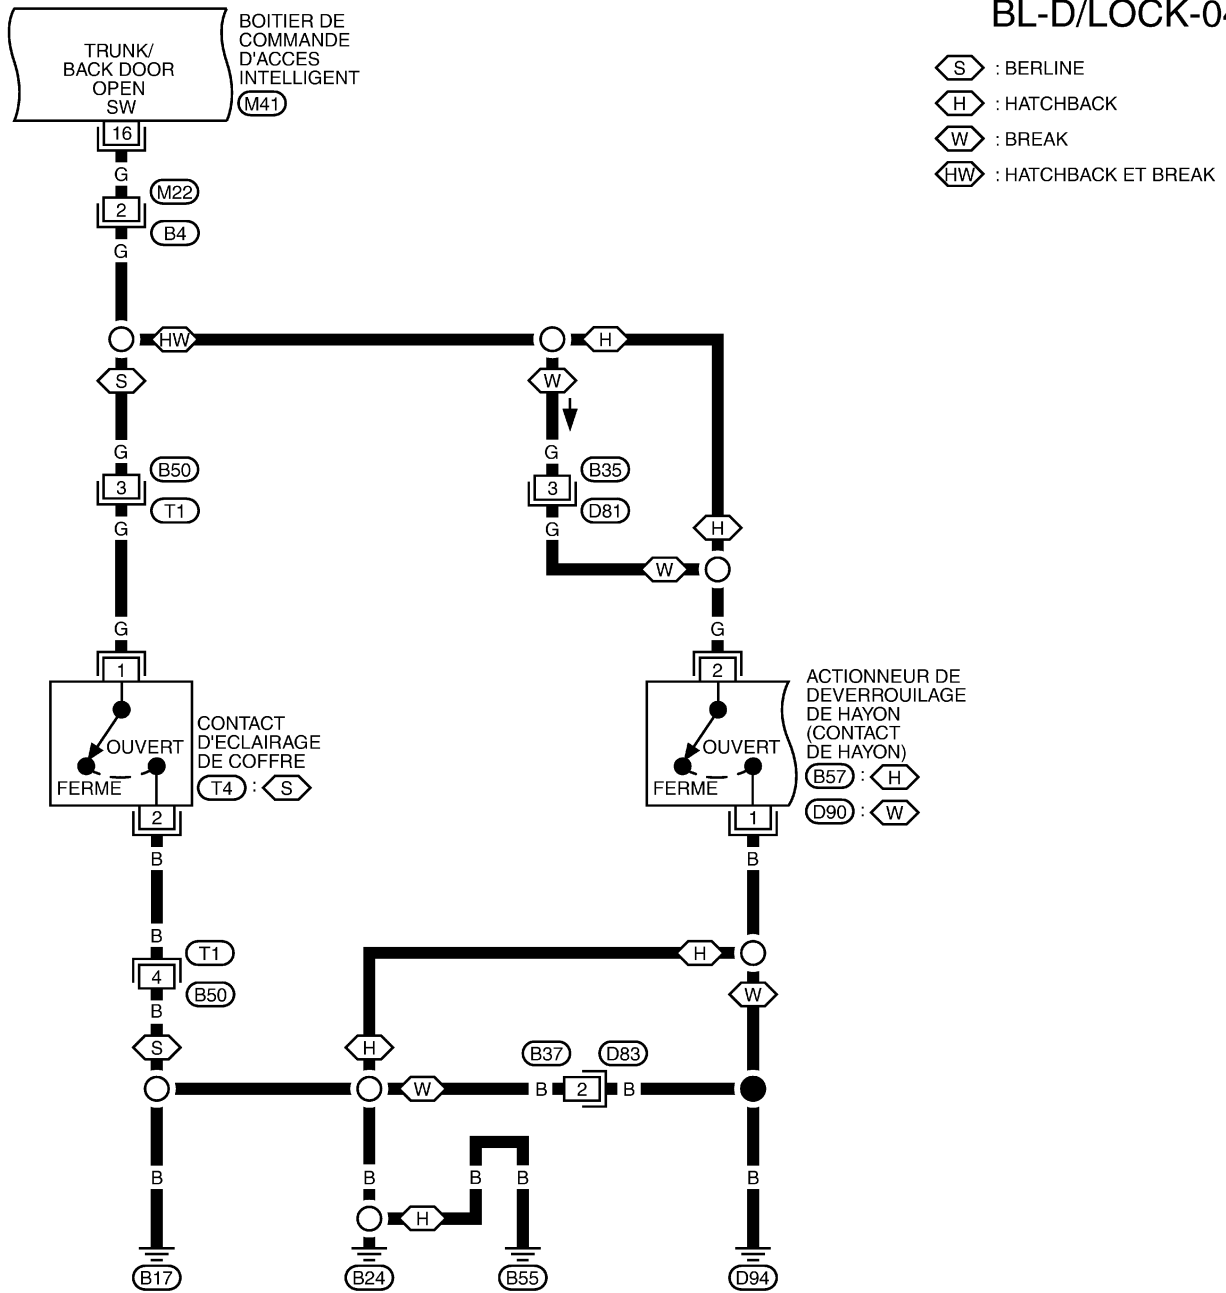 BL-D/LOCK-04
BOITIER DE
COMMANDE
D'ACCES
INTELLIGENT
M41
TRUNK/
BACK DOOR
OPEN
SW
S : BERLINE
H : HATCHBACK
W : BREAK
HW : HATCHBACK ET BREAK
16
G
M22
2
B4
G
HW
H
S
W
G
B50
3
T1
G
G
B35
3
D81
G
H
W
G
G
1
2
OUVERT
FERME
CONTACT
D'ECLAIRAGE
DE COFFRE
T4 : S
OUVERT
FERME
ACTIONNEUR DE
DEVERROUILAGE
DE HAYON
(CONTACT
DE HAYON)
B57 : H
D90 : W
2
1
B
B
B
T1
4
B50
B
H
W
S
H
B37
D83
W
B
2
B
B
B
B
B
B
H
B17
B24
B55
D94